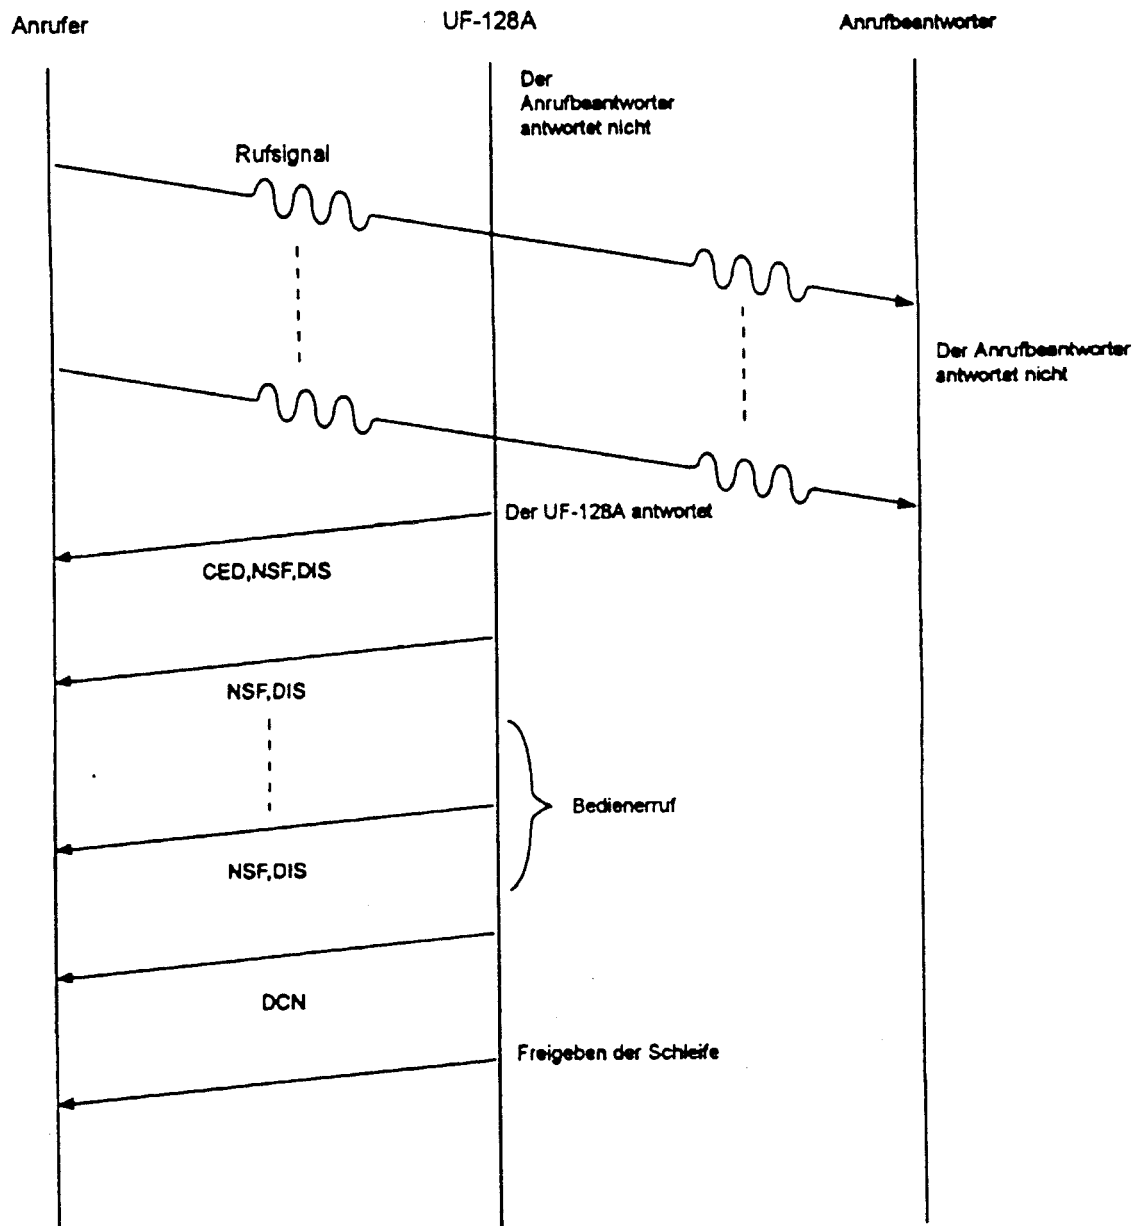 Anrufer
UF-128A
Anrufbeantworter
Der
Anrufbeantworter
antwortet nicht
Rufsignal
Der Anrufbeantworter
antwortet nicht
Der UF-128A antwortet
CED,NSF,DIS
NSF,DIS
Bedienerruf
NSF,DIS
DCN
Freigeben der Schleife